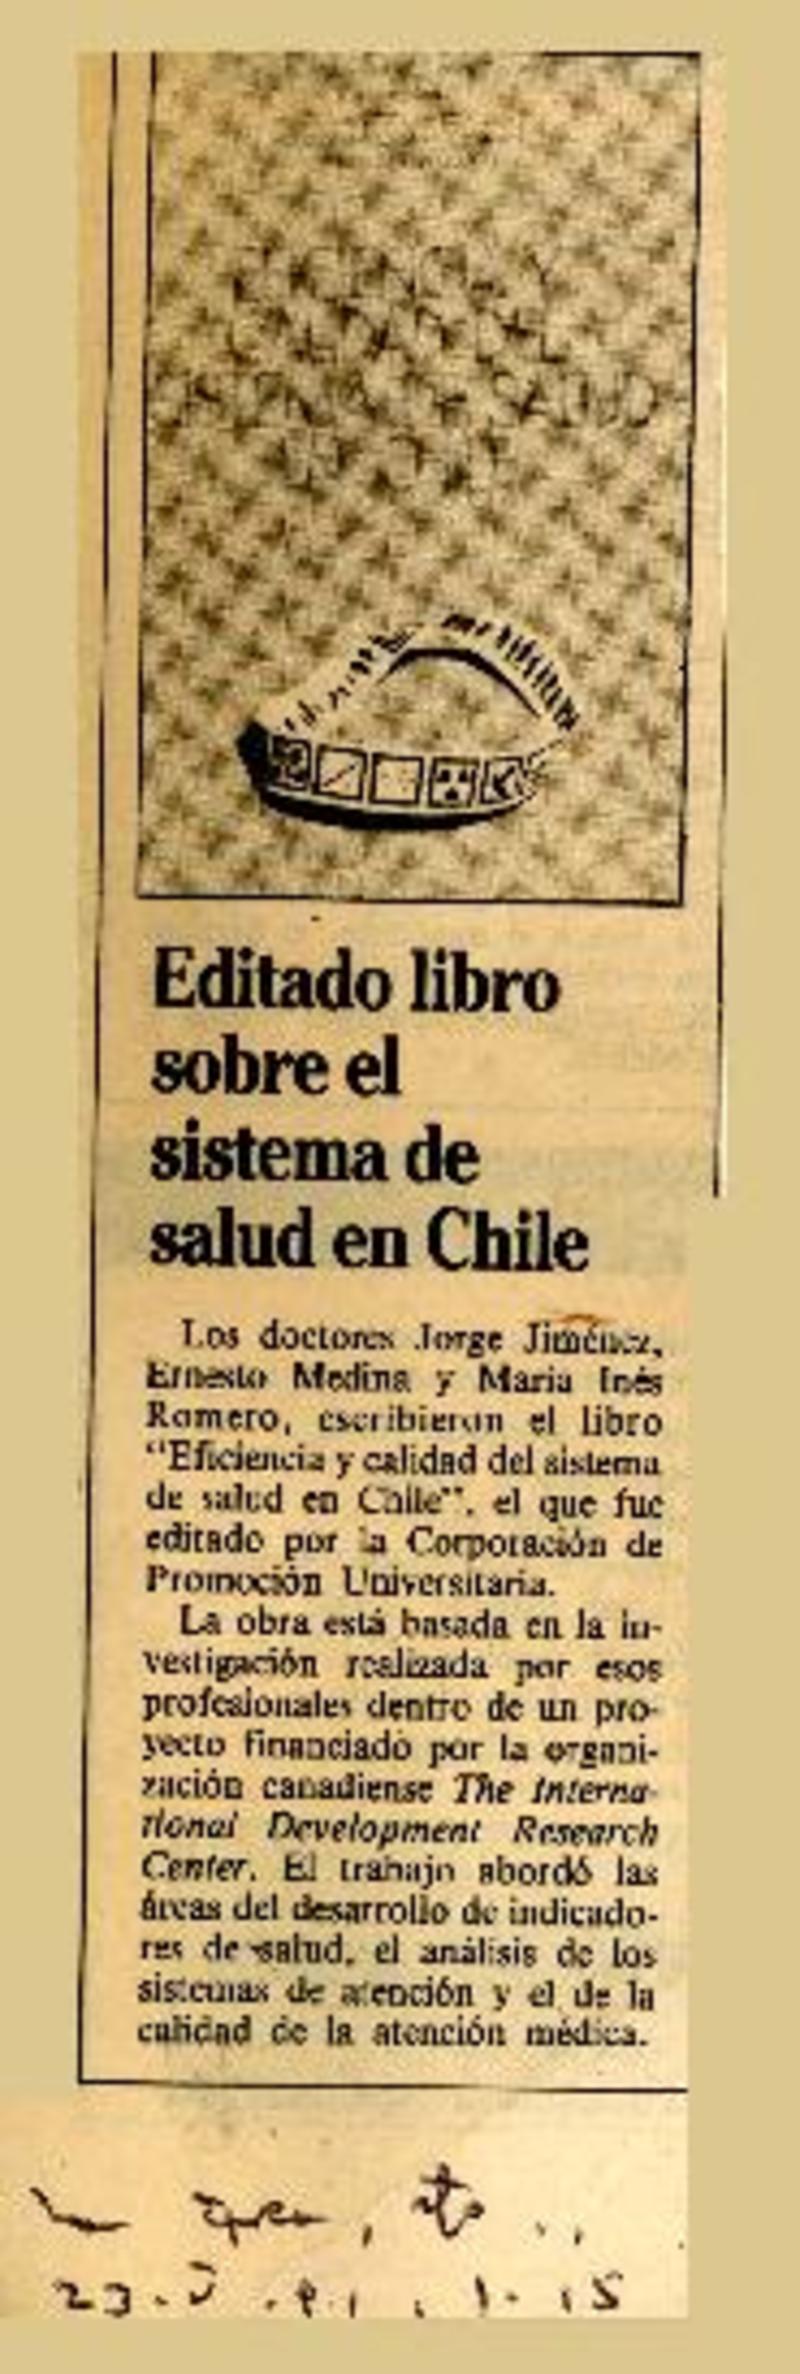 SALUD
Editado libro
sobre el
sistema de
salud en Chile
Los doctores Jorge Jiménez,
Ernesto Medina y María Inés
Romero, escribieron el libro
“Eficiencia y calidad del sistema
de salud en Chile”, el que fue
editado por la Corporación de
Promoción Universitaria.
La obra está basada en la in-
vestigación realizada por esos
profesionales dentro de un pro-
yecto financiado por la organi-
zación canadiense The Interna-
tional Development Research
Center. El trabajo abordó las
áreas del desarrollo de indicado-
res de salud, el análisis de los
sistemas de atención y el de la
calidad de la atención médica.